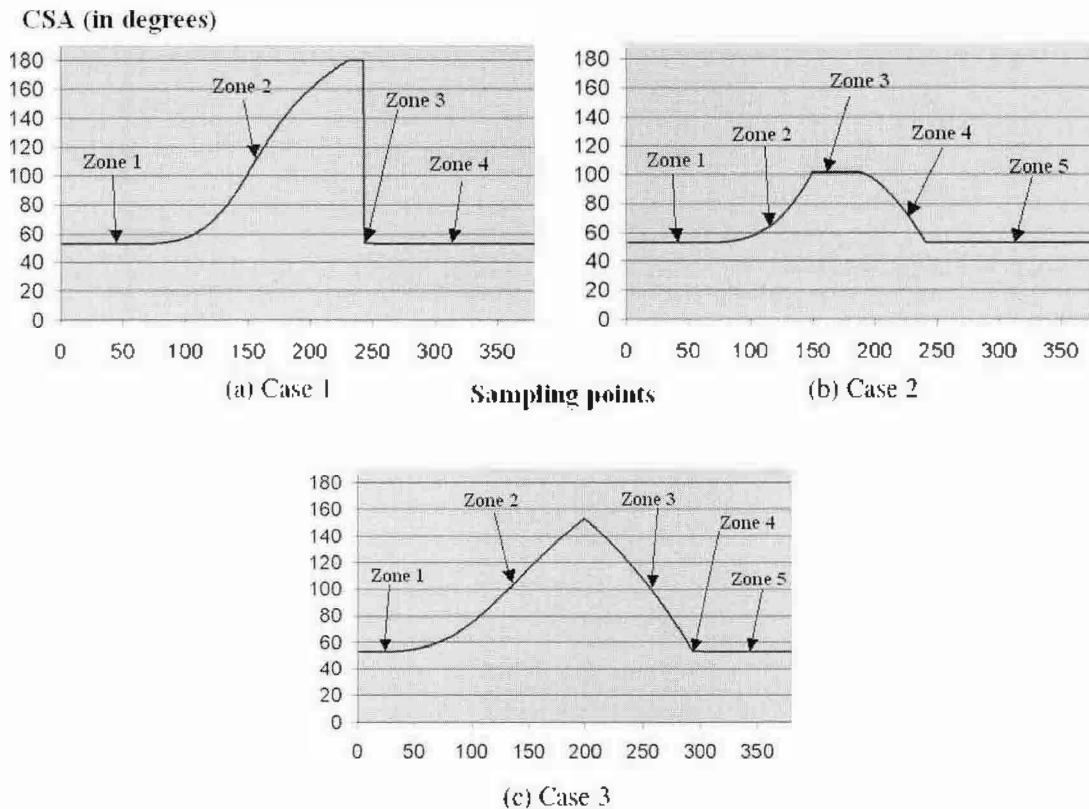 CSA (in degrees)
180
160
140
120
100
80
60
40
20
0
Zone 1
Zone 2
Zone 3
Zone 4
0 50 100 150 200 250 300 350
(a) Case 1
180
160
140
120
100
80
60
40
20
0
Zone 1
Zone 2
Zone 3
Zone 4
Zone 5
0 50 100 150 200 250 300 350
(b) Case 2
Sampling points
180
160
140
120
100
80
60
40
20
0
Zone 1
Zone 2
Zone 3
Zone 4
Zone 5
0 50 100 150 200 250 300 350
(c) Case 3